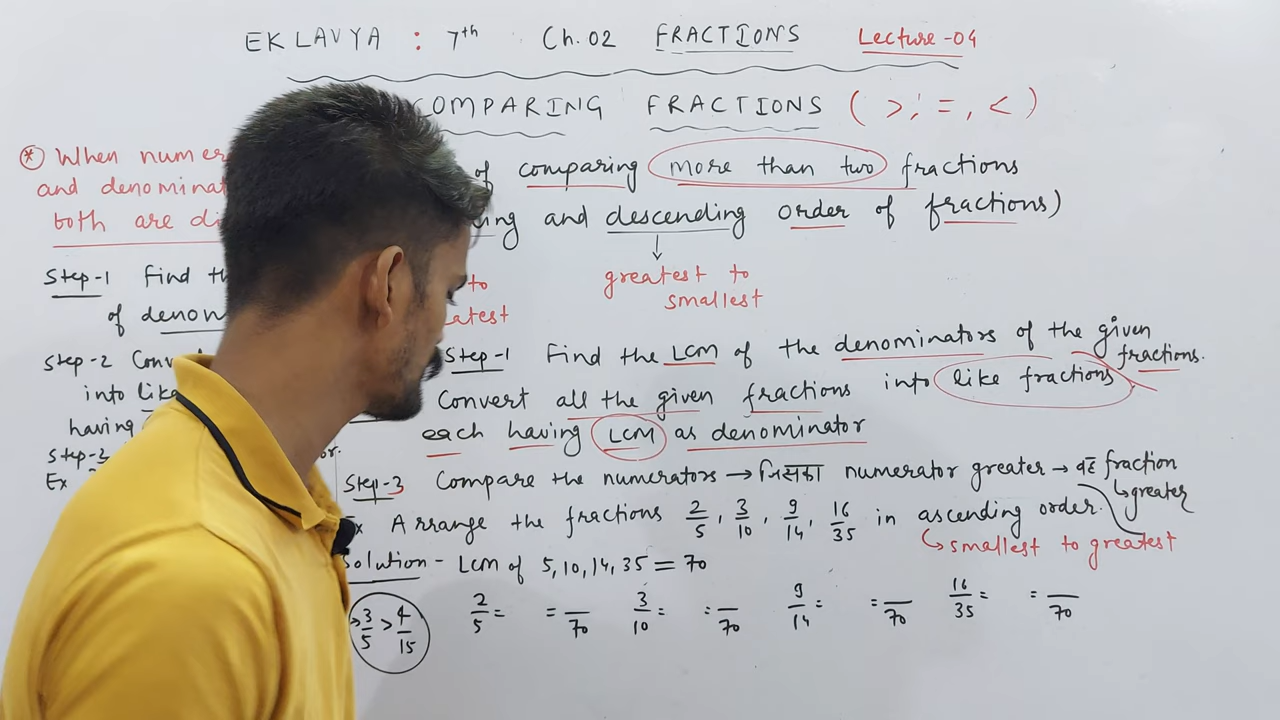 EKLAVYA : 7th Ch. 02 FRACTIONS Lecture -04
COMPARING FRACTIONS ( >, =, < )
* When numer
and denominat
both are di
Step-1 Find th
of denom
Step-2 Conv
into like
having
Step-3
Ex
of comparing more than two fractions
and descending order of fractions)
greatest to
smallest
to
Step-1 Find the LCM of the denominators of the given
fractions.
Convert all the given fractions into like fractions
each having LCM as denominator
Step-3 Compare the numerators → जिसका numerator greater → वह fraction
↳ greater
Ex Arrange the fractions 2/5, 3/10, 9/14, 16/35 in ascending order.
↳ smallest to greatest
Solution - LCM of 5, 10, 14, 35 = 70
3/5 > 4/15
2/5 = = /70 3/10 = = /70 9/14 = = /70 16/35 = = /70